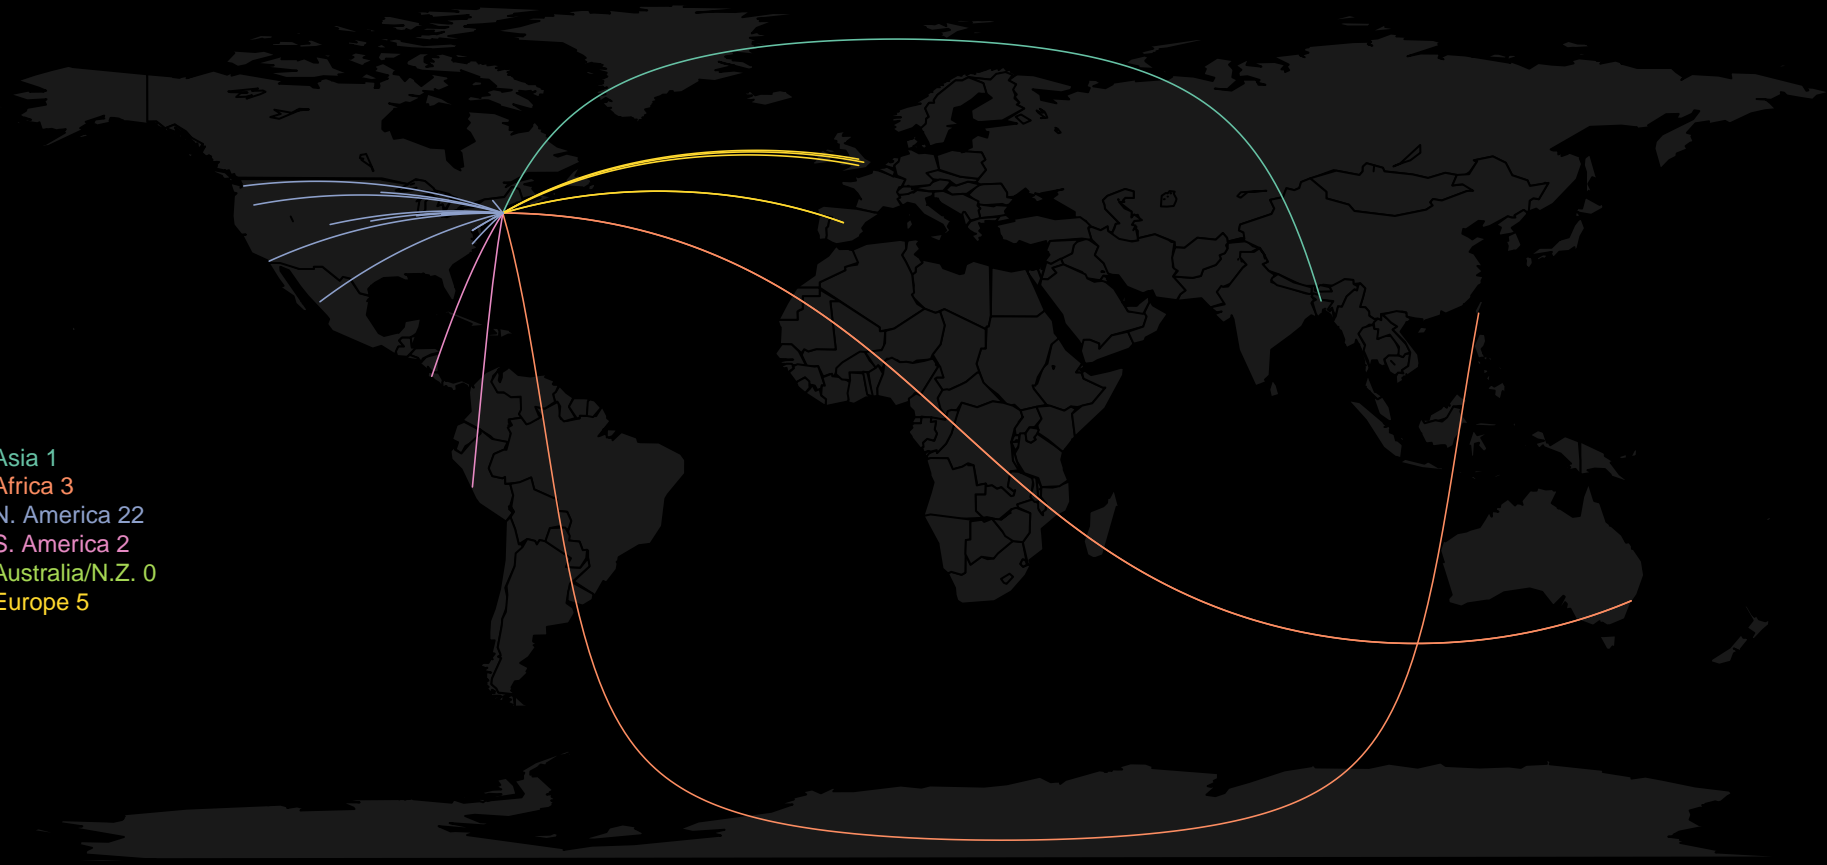 Asia 1
Africa 3
N. America 22
S. America 2
Australia/N.Z. 0
Europe 5